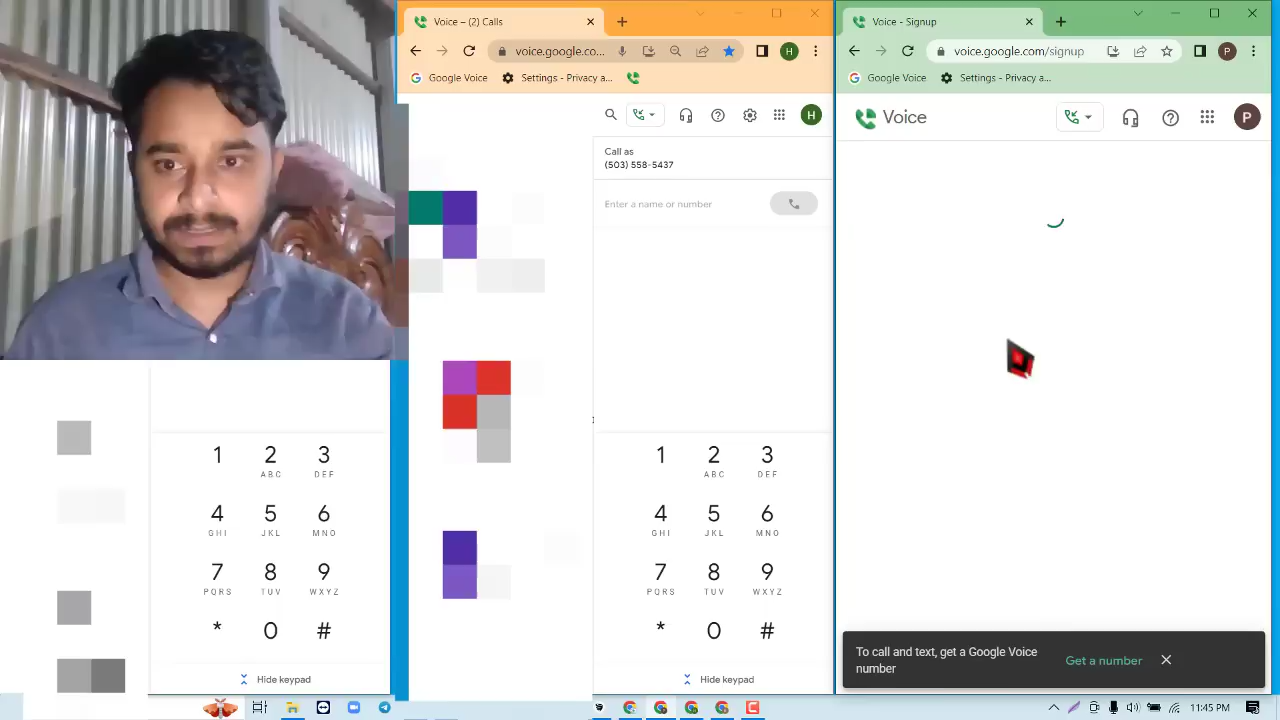 Voice – (2) Calls
voice.google.co...
Google Voice
Settings - Privacy a...
H
H
Call as
(503) 558-5437
Enter a name or number
1 2 3
ABC DEF
4 5 6
GHI JKL MNO
7 8 9
PQRS TUV WXYZ
* 0 #
Hide keypad
1 2 3
ABC DEF
4 5 6
GHI JKL MNO
7 8 9
PQRS TUV WXYZ
* 0 #
Hide keypad
Voice - Signup
voice.google.com/signup
P
Google Voice
Settings - Privacy a...
Voice
P
To call and text, get a Google Voice
number
Get a number
11:45 PM